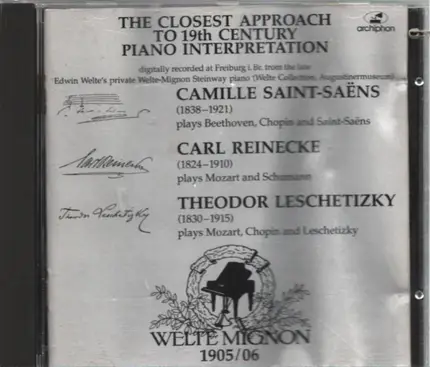 THE CLOSEST APPROACH
TO 19th CENTURY
PIANO INTERPRETATION
archiphon
digitally recorded at Freiburg i. Br. from the late
Edwin Welte's private Welte-Mignon Steinway piano (Welte Collection, Augustinermuseum)
CAMILLE SAINT-SAËNS
(1838–1921)
plays Beethoven, Chopin and Saint-Saëns
CARL REINECKE
(1824–1910)
plays Mozart and Schumann
THEODOR LESCHETIZKY
Theodor Leschetizky
(1830–1915)
plays Mozart, Chopin and Leschetizky
WELTE MIGNON
1905/06